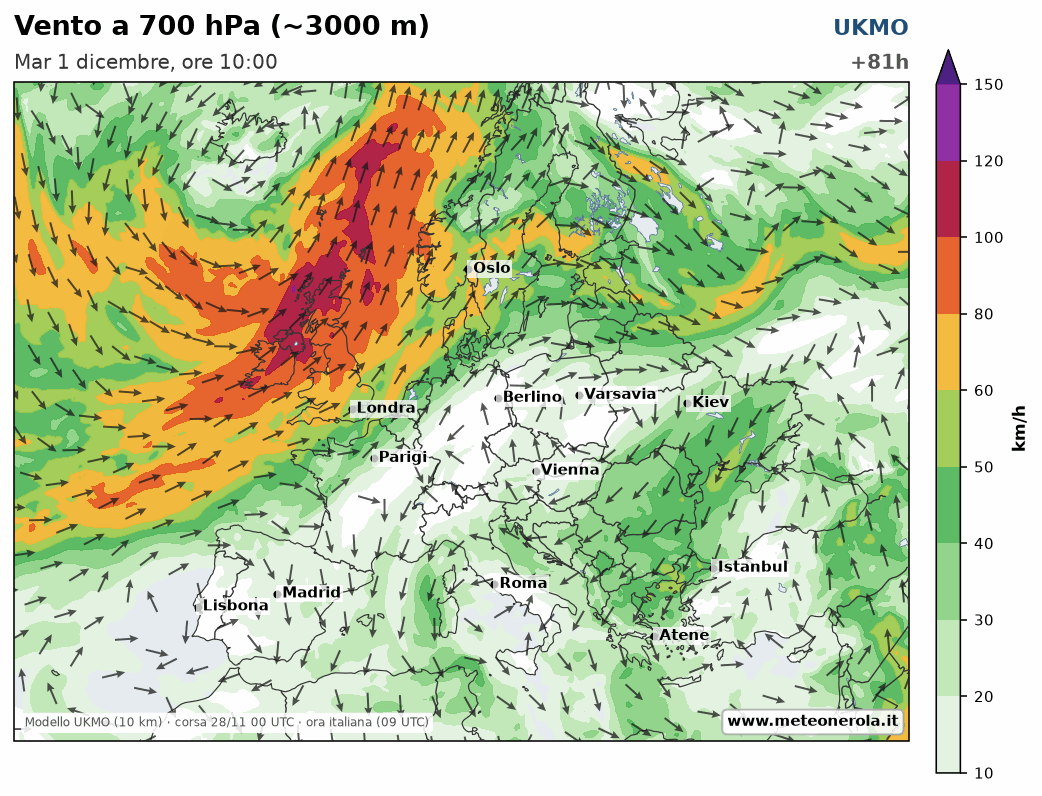 Vento a 700 hPa (~3000 m)
UKMO
Mar 1 dicembre, ore 10:00
+81h
150
120
100
80
60
50
40
30
20
10
km/h
Oslo
Berlino
Varsavia
Kiev
Londra
Parigi
Vienna
Istanbul
Roma
Madrid
Lisbona
Atene
Modello UKMO (10 km) · corsa 28/11 00 UTC · ora italiana (09 UTC)
www.meteonerola.it